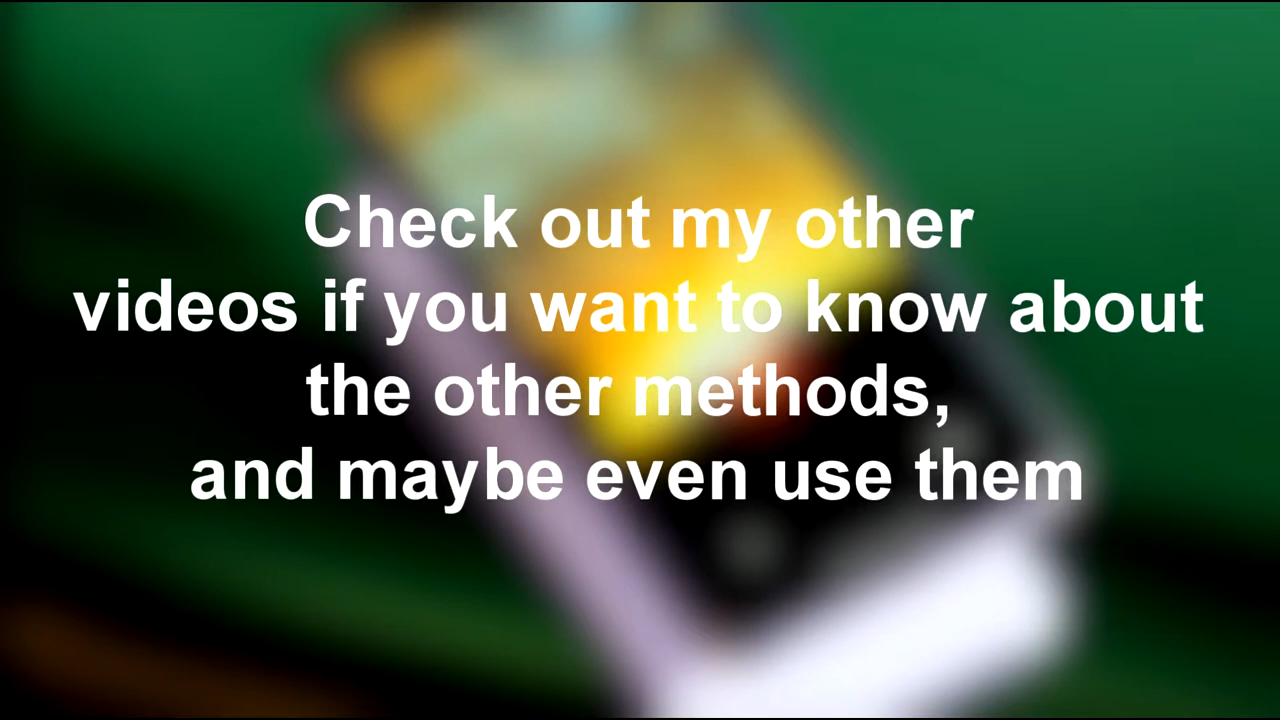 Check out my other
videos if you want to know about
the other methods,
and maybe even use them